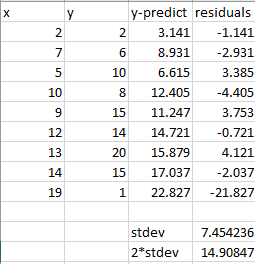 x y y-predict residuals
2 2 3.141 -1.141
7 6 8.931 -2.931
5 10 6.615 3.385
10 8 12.405 -4.405
9 15 11.247 3.753
12 14 14.721 -0.721
13 20 15.879 4.121
14 15 17.037 -2.037
19 1 22.827 -21.827
stdev 7.454236
2*stdev 14.90847